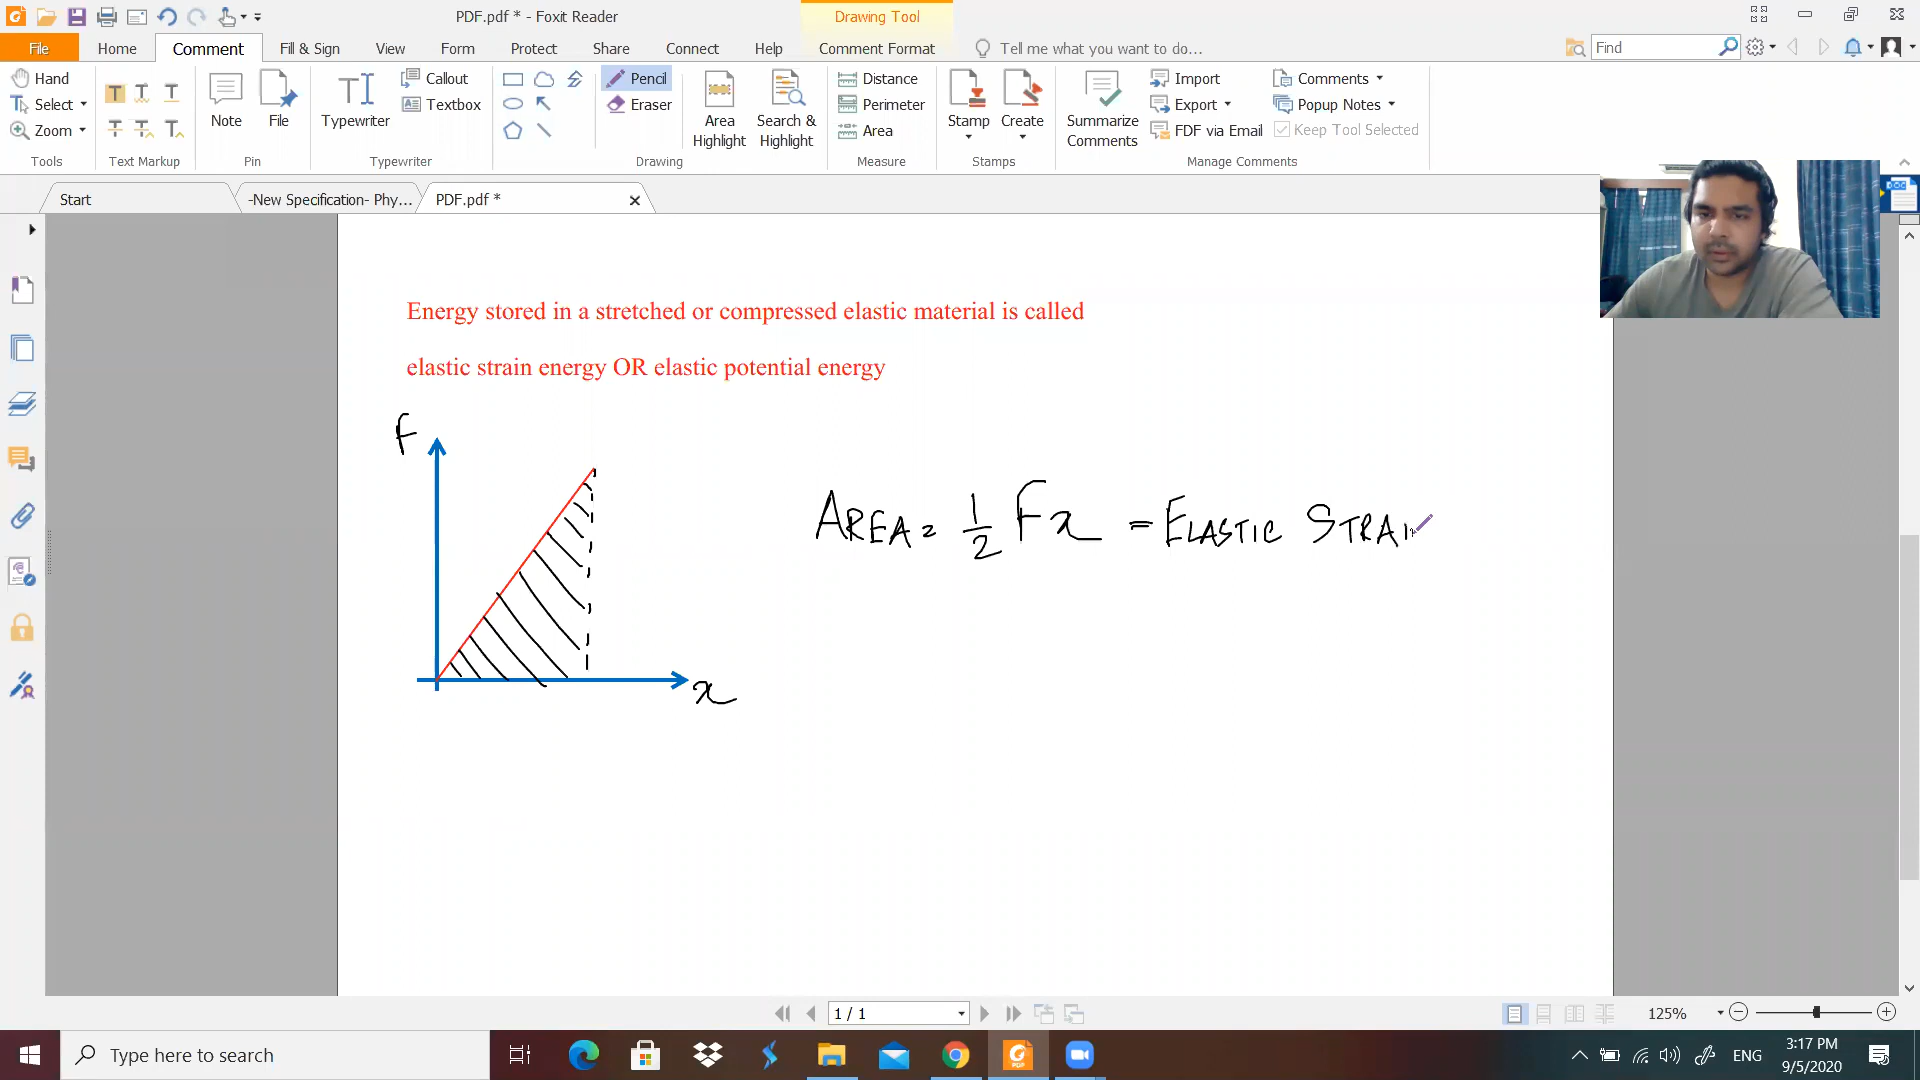 PDF.pdf * - Foxit Reader
Drawing Tool
File Home Comment Fill & Sign View Form Protect Share Connect Help Comment Format Tell me what you want to do... Find
Hand
Select
Zoom
Tools
Text Markup
Note
File
Pin
Typewriter
Callout
Textbox
Typewriter
Pencil
Eraser
Area Highlight
Search & Highlight
Drawing
Distance
Perimeter
Area
Measure
Stamp
Create
Stamps
Summarize Comments
Import
Export
FDF via Email
Comments
Popup Notes
Keep Tool Selected
Manage Comments
Start
-New Specification- Phy...
PDF.pdf *
Energy stored in a stretched or compressed elastic material is called
elastic strain energy OR elastic potential energy
F
AREA = 1/2 Fx = ELASTIC STRAI
x
1 / 1
125%
Type here to search
ENG
3:17 PM
9/5/2020